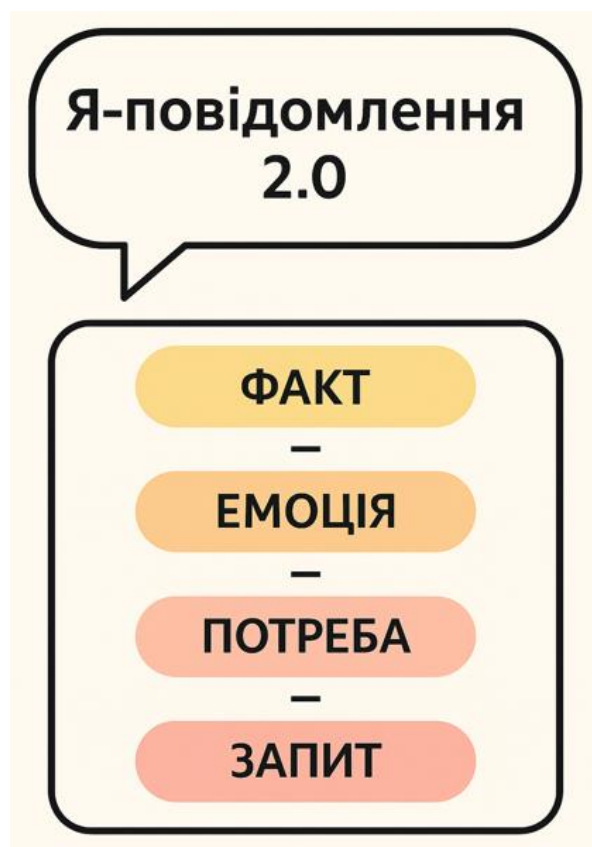 Я-повідомлення
2.0
ФАКТ
–
ЕМОЦІЯ
–
ПОТРЕБА
–
ЗАПИТ